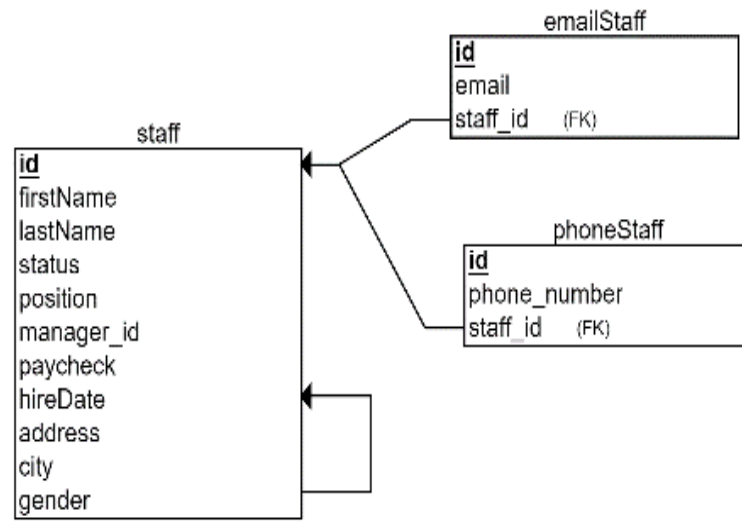 emailStaff
id
email
staff_id (FK)
staff
id
firstName
lastName
status
position
manager_id
paycheck
hireDate
address
city
gender
phoneStaff
id
phone_number
staff_id (FK)